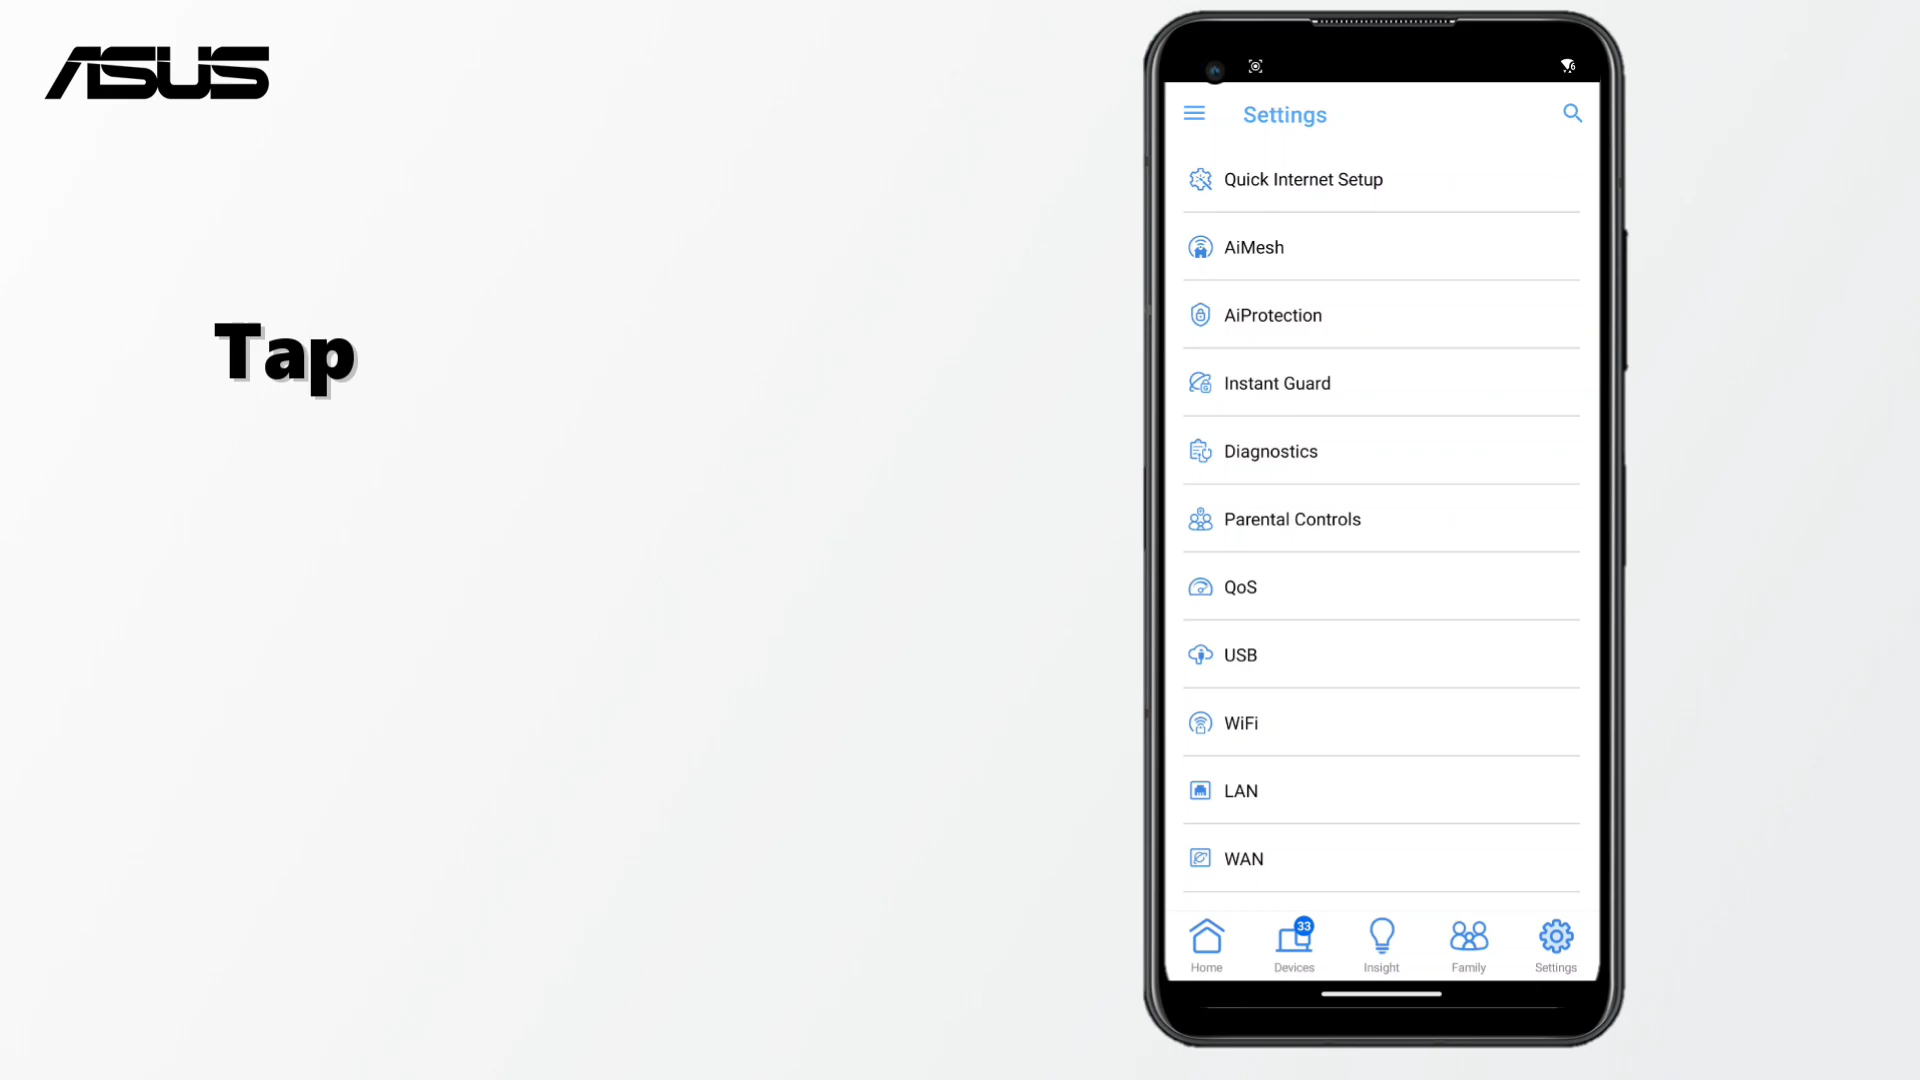 ASUS
Tap
6
Settings
Quick Internet Setup
AiMesh
AiProtection
Instant Guard
Diagnostics
Parental Controls
QoS
USB
WiFi
LAN
WAN
33
Home
Devices
Insight
Family
Settings